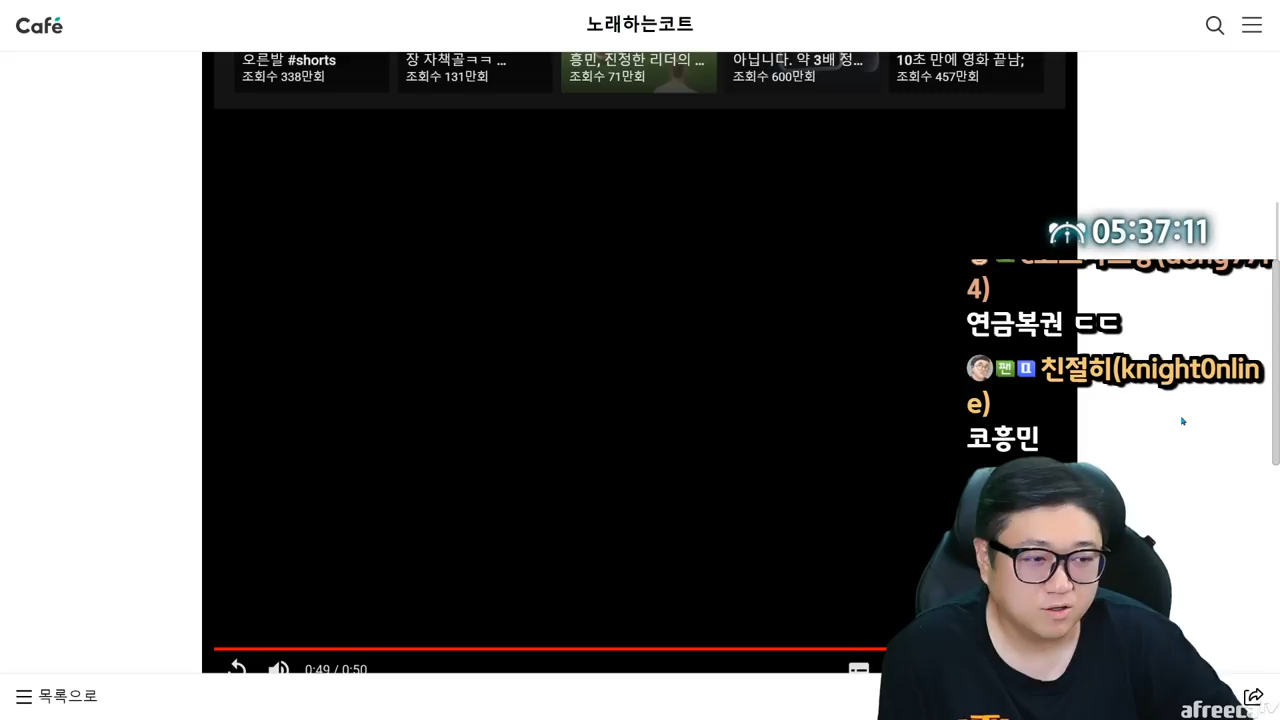 Café
노래하는코트
오른발 #shorts
조회수 338만회
장 자책골ㅋㅋ ...
조회수 131만회
흥민, 진정한 리더의 ...
조회수 71만회
아닙니다. 약 3배 정...
조회수 600만회
10초 만에 영화 끝남;
조회수 457만회
05:37:11
4)
연금복권 ㄷㄷ
팬 친절히(knight0nlin
e)
코흥민
0:49 / 0:50
목록으로
afreecaTV